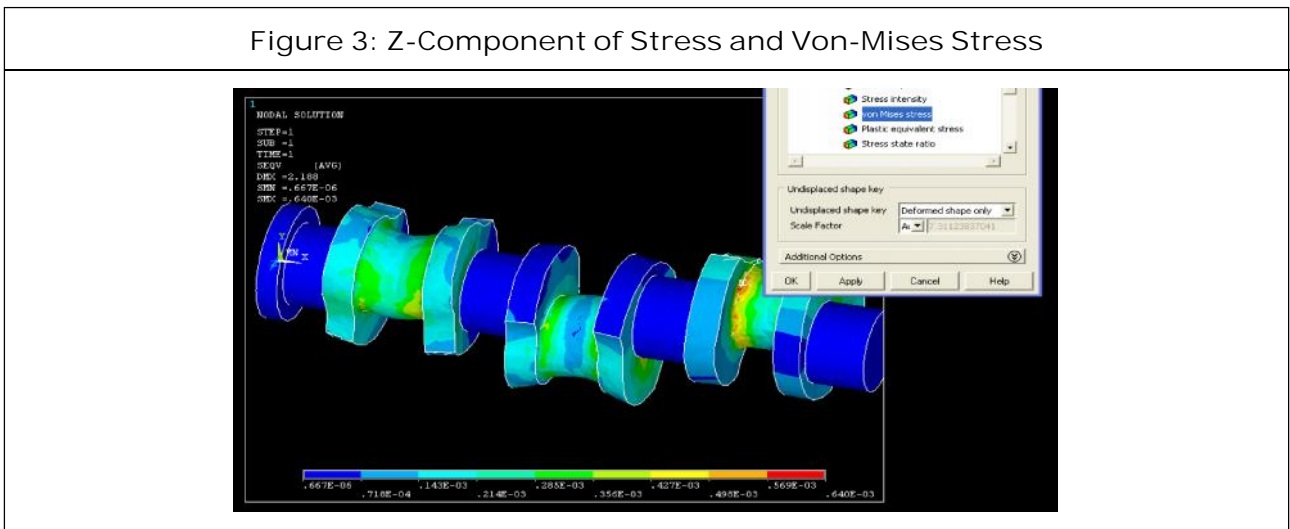 Figure 3: Z-Component of Stress and Von-Mises Stress
1
NODAL SOLUTION
STEP=1
SUB =1
TIME=1
SEQV (AVG)
DMX =2.188
SMN =.667E-06
SMX =.640E-03
Y
MN
X
Stress intensity
von Mises stress
Plastic equivalent stress
Stress state ratio
Undisplaced shape key
Undisplaced shape key Deformed shape only
Scale Factor
Additional Options
OK Apply Cancel Help
.667E-06 .143E-03 .285E-03 .427E-03 .569E-03
.718E-04 .214E-03 .356E-03 .498E-03 .640E-03